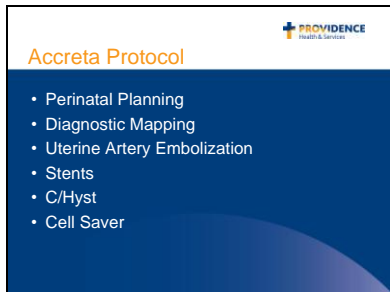 PROVIDENCE
Health & Services
Accreta Protocol
• Perinatal Planning
• Diagnostic Mapping
• Uterine Artery Embolization
• Stents
• C/Hyst
• Cell Saver